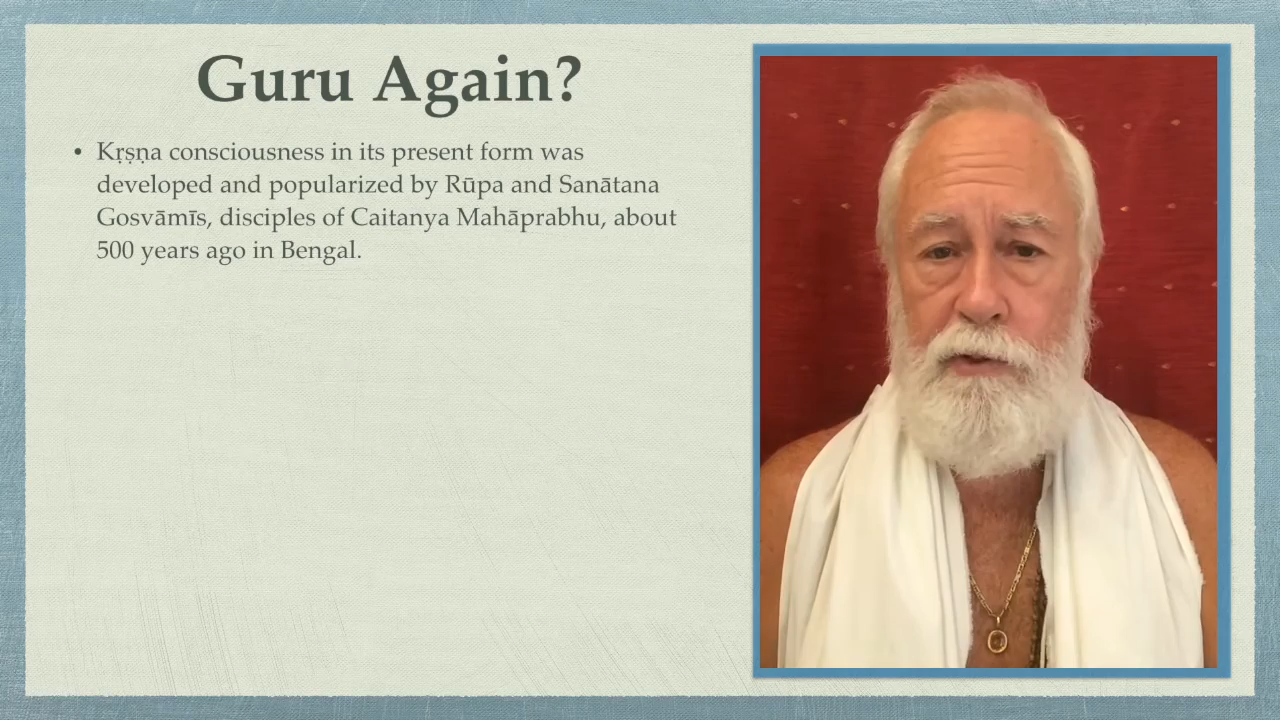 Guru Again?
• Kṛṣṇa consciousness in its present form was
developed and popularized by Rūpa and Sanātana
Gosvāmīs, disciples of Caitanya Mahāprabhu, about
500 years ago in Bengal.